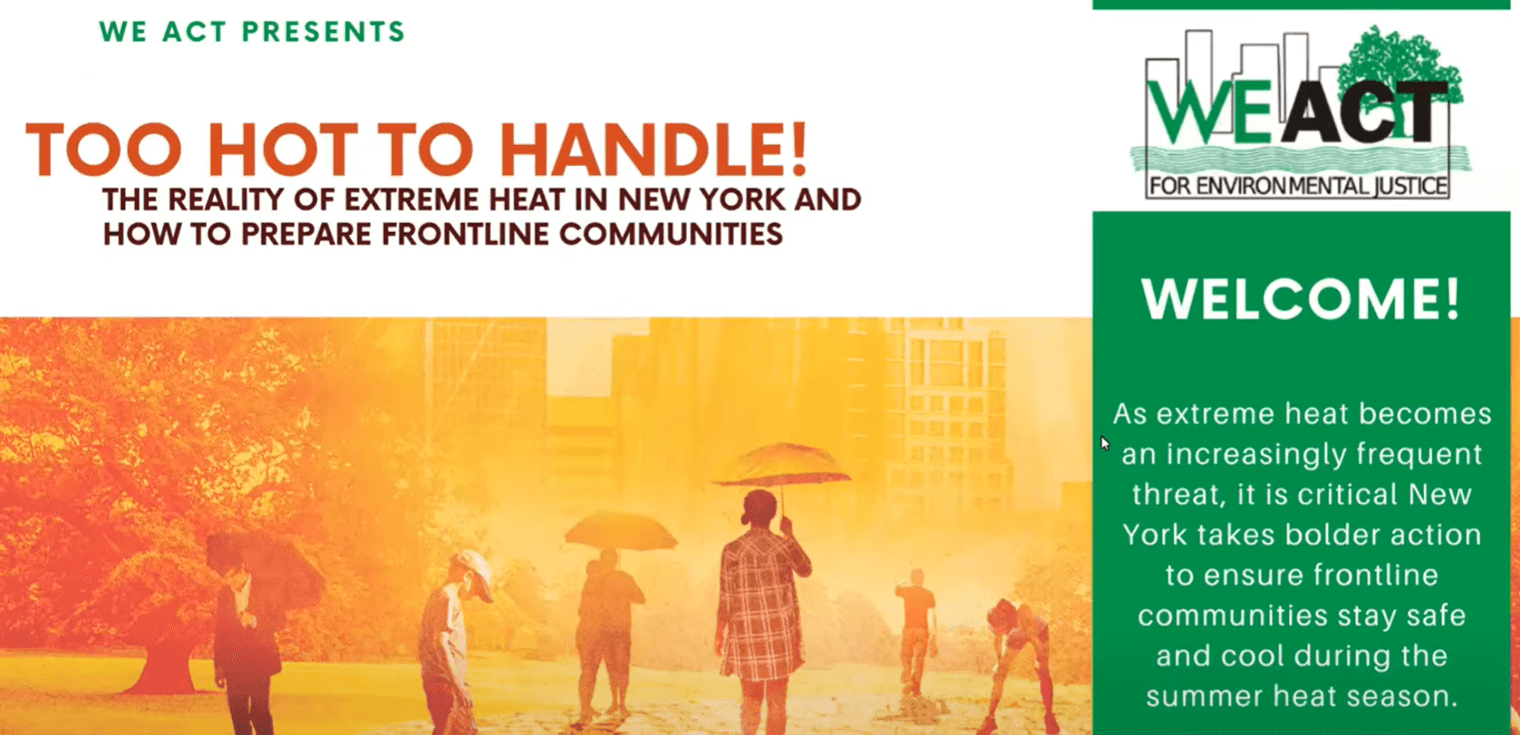 WE ACT PRESENTS
TOO HOT TO HANDLE!
THE REALITY OF EXTREME HEAT IN NEW YORK AND
HOW TO PREPARE FRONTLINE COMMUNITIES
WEACT
FOR ENVIRONMENTAL JUSTICE
WELCOME!
As extreme heat becomes
an increasingly frequent
threat, it is critical New
York takes bolder action
to ensure frontline
communities stay safe
and cool during the
summer heat season.